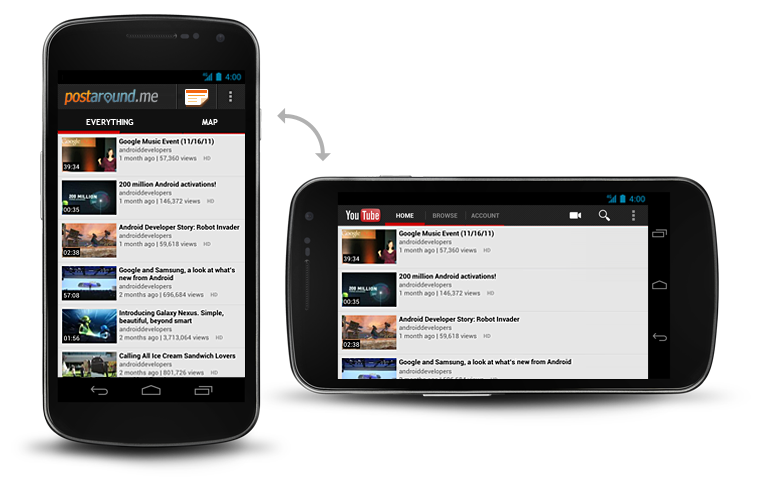 4:00
postaround.me
EVERYTHING MAP
Google Music Event (11/16/11)
androiddevelopers
1 month ago | 57,360 views HD
39:34
200 million Android activations!
androiddevelopers
1 month ago | 146,372 views HD
00:35
Android Developer Story: Robot Invader
androiddevelopers
1 month ago | 59,618 views HD
02:38
Google and Samsung, a look at what's
new from Android
androiddevelopers
2 months ago | 696,684 views HD
57:08
Introducing Galaxy Nexus. Simple,
beautiful, beyond smart
androiddevelopers
2 months ago | 3,713,064 views HD
01:56
Calling All Ice Cream Sandwich Lovers
androiddevelopers
2 months ago | 801,726 views HD
4:00
YouTube HOME BROWSE ACCOUNT
Google Music Event (11/16/11)
androiddevelopers
1 month ago | 57,360 views HD
39:34
200 million Android activations!
androiddevelopers
1 month ago | 146,372 views HD
00:35
200 MILLION
Android Developer Story: Robot Invader
androiddevelopers
1 month ago | 59,618 views HD
02:38
Google and Samsung, a look at what's new from Android
androiddevelopers